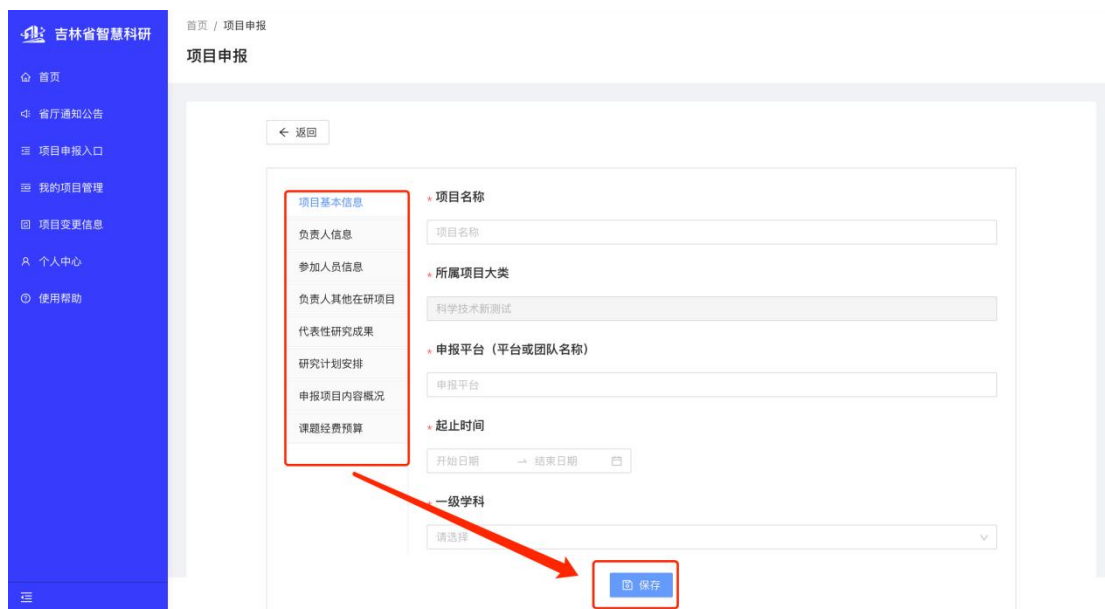 吉林省智慧科研
首页
省厅通知公告
项目申报入口
我的项目管理
项目变更信息
个人中心
使用帮助
首页 / 项目申报
项目申报
← 返回
项目基本信息
负责人信息
参加人员信息
负责人其他在研项目
代表性研究成果
研究计划安排
申报项目内容概况
课题经费预算
* 项目名称
项目名称
* 所属项目大类
科学技术新测试
* 申报平台（平台或团队名称）
申报平台
* 起止时间
开始日期 → 结束日期
* 一级学科
请选择
保存